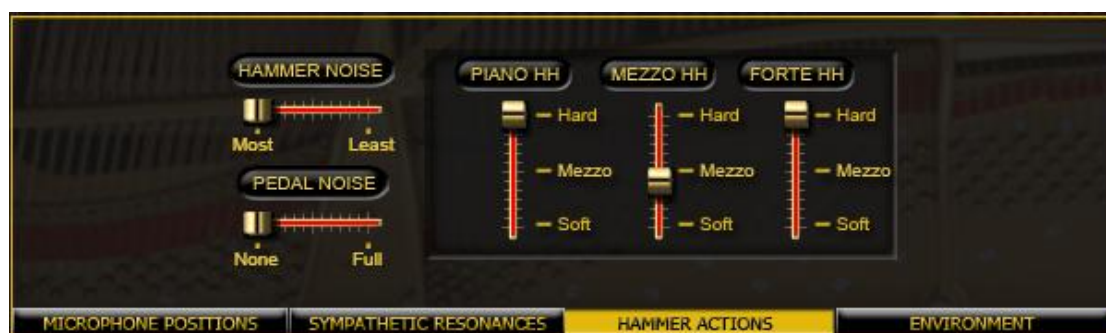 HAMMER NOISE
Most Least
PEDAL NOISE
None Full
PIANO HH MEZZO HH FORTE HH
Hard Hard Hard
Mezzo Mezzo Mezzo
Soft Soft Soft
MICROPHONE POSITIONS SYMPATHETIC RESONANCES HAMMER ACTIONS ENVIRONMENT